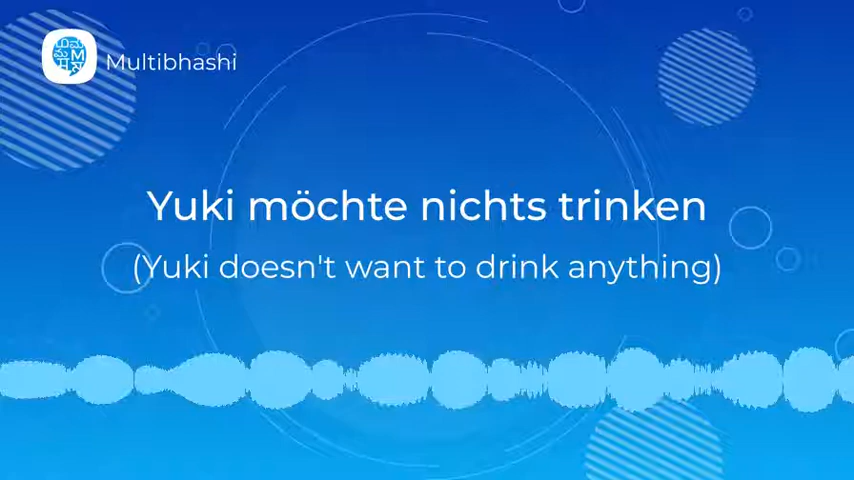 Multibhashi
Yuki möchte nichts trinken
(Yuki doesn't want to drink anything)